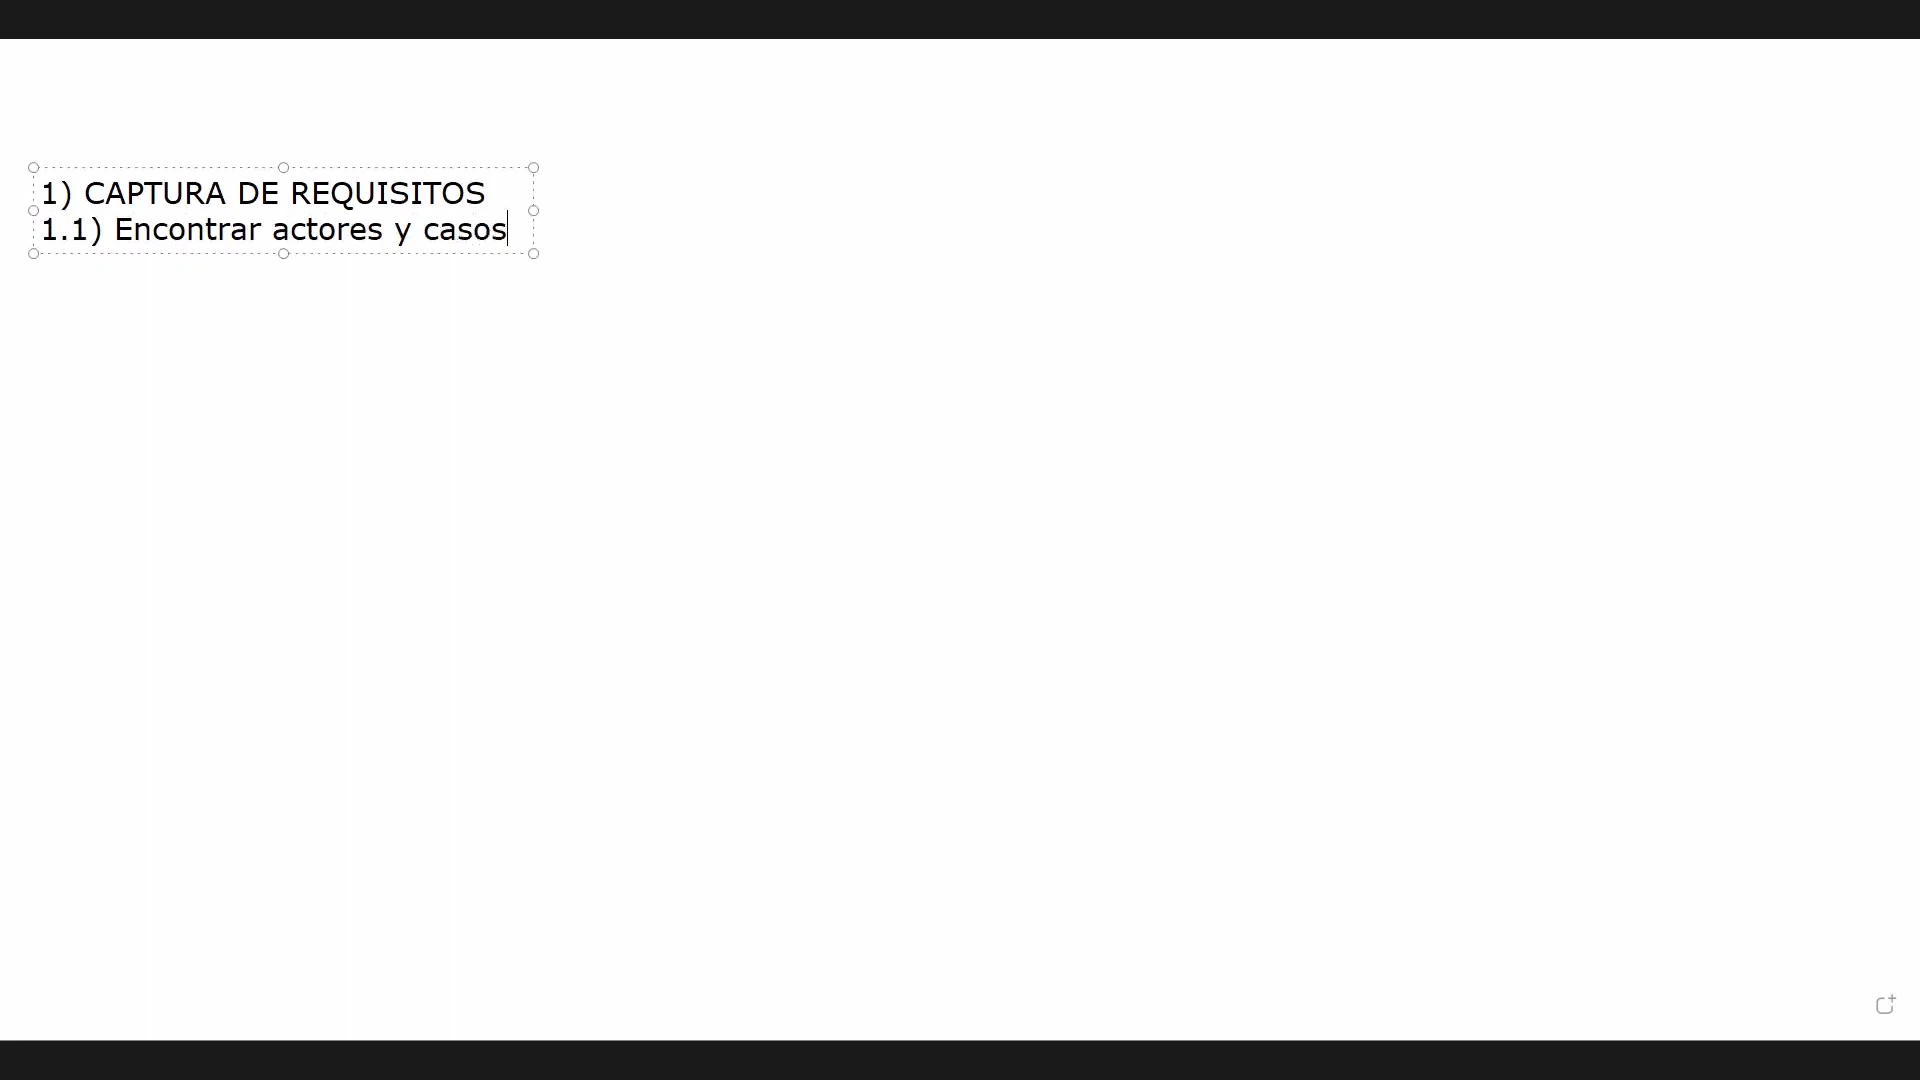 1) CAPTURA DE REQUISITOS
1.1) Encontrar actores y casos